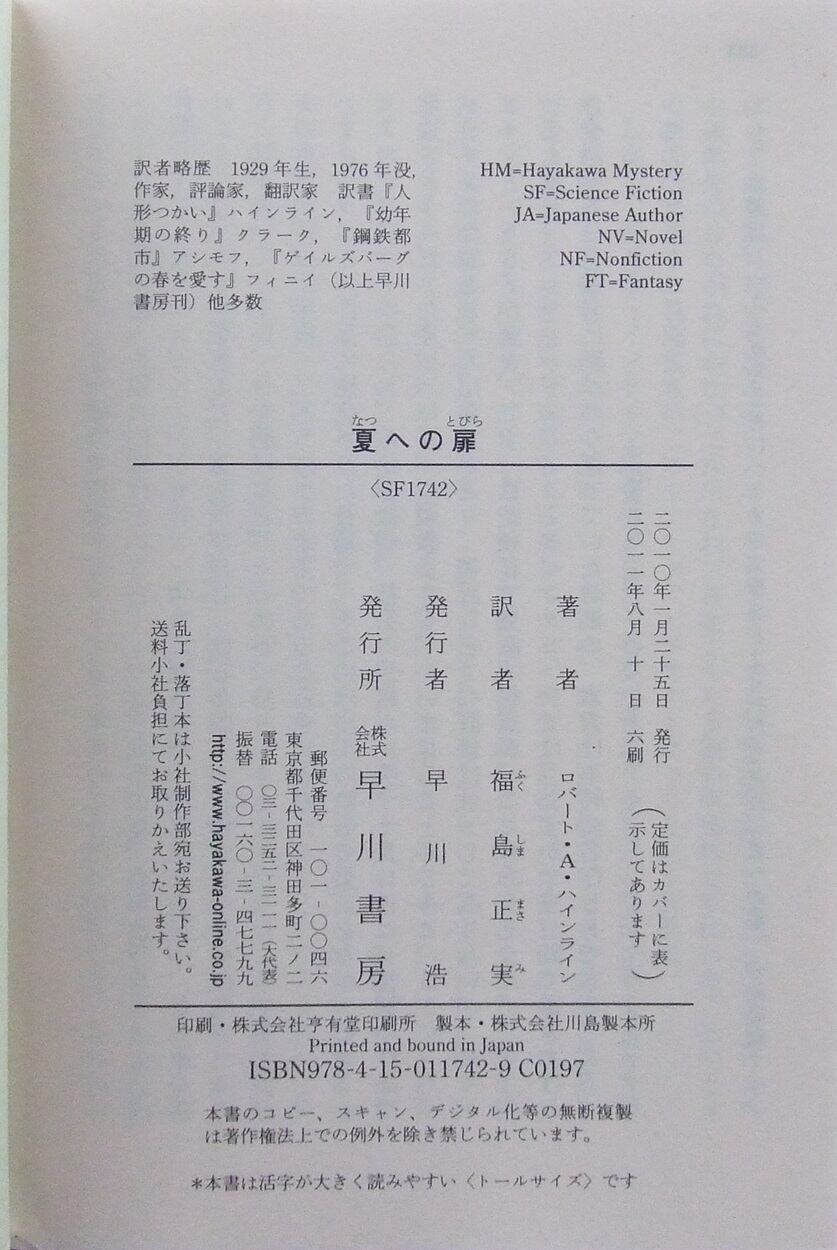 訳者略歴　1929年生，1976年没，
作家，評論家，翻訳家　訳書『人
形つかい』ハインライン，『幼年
期の終り』クラーク，『鋼鉄都
市』アシモフ，『ゲイルズバーグ
の春を愛す』フィニイ（以上早川
書房刊）他多数
HM=Hayakawa Mystery
SF=Science Fiction
JA=Japanese Author
NV=Novel
NF=Nonfiction
FT=Fantasy
なつ　とびら
夏への扉
〈SF1742〉
二〇一〇年一月二十五日　発行
二〇一一年八月　十　日　六刷
（定価はカバーに表
示してあります）
著者　ロバート・A・ハインライン
訳者　福島正実
ふく しま まさ み
発行者　早川　浩
発行所　株式会社　早川書房
郵便番号　一〇一-〇〇四六
東京都千代田区神田多町二ノ二
電話　〇三-三二五二-三一一一（大代表）
振替　〇〇一六〇-三-四七七九九
http://www.hayakawa-online.co.jp
乱丁・落丁本は小社制作部宛お送り下さい。
送料小社負担にてお取りかえいたします。
印刷・株式会社亨有堂印刷所　製本・株式会社川島製本所
Printed and bound in Japan
ISBN978-4-15-011742-9 C0197
本書のコピー、スキャン、デジタル化等の無断複製
は著作権法上での例外を除き禁じられています。
＊本書は活字が大きく読みやすい〈トールサイズ〉です